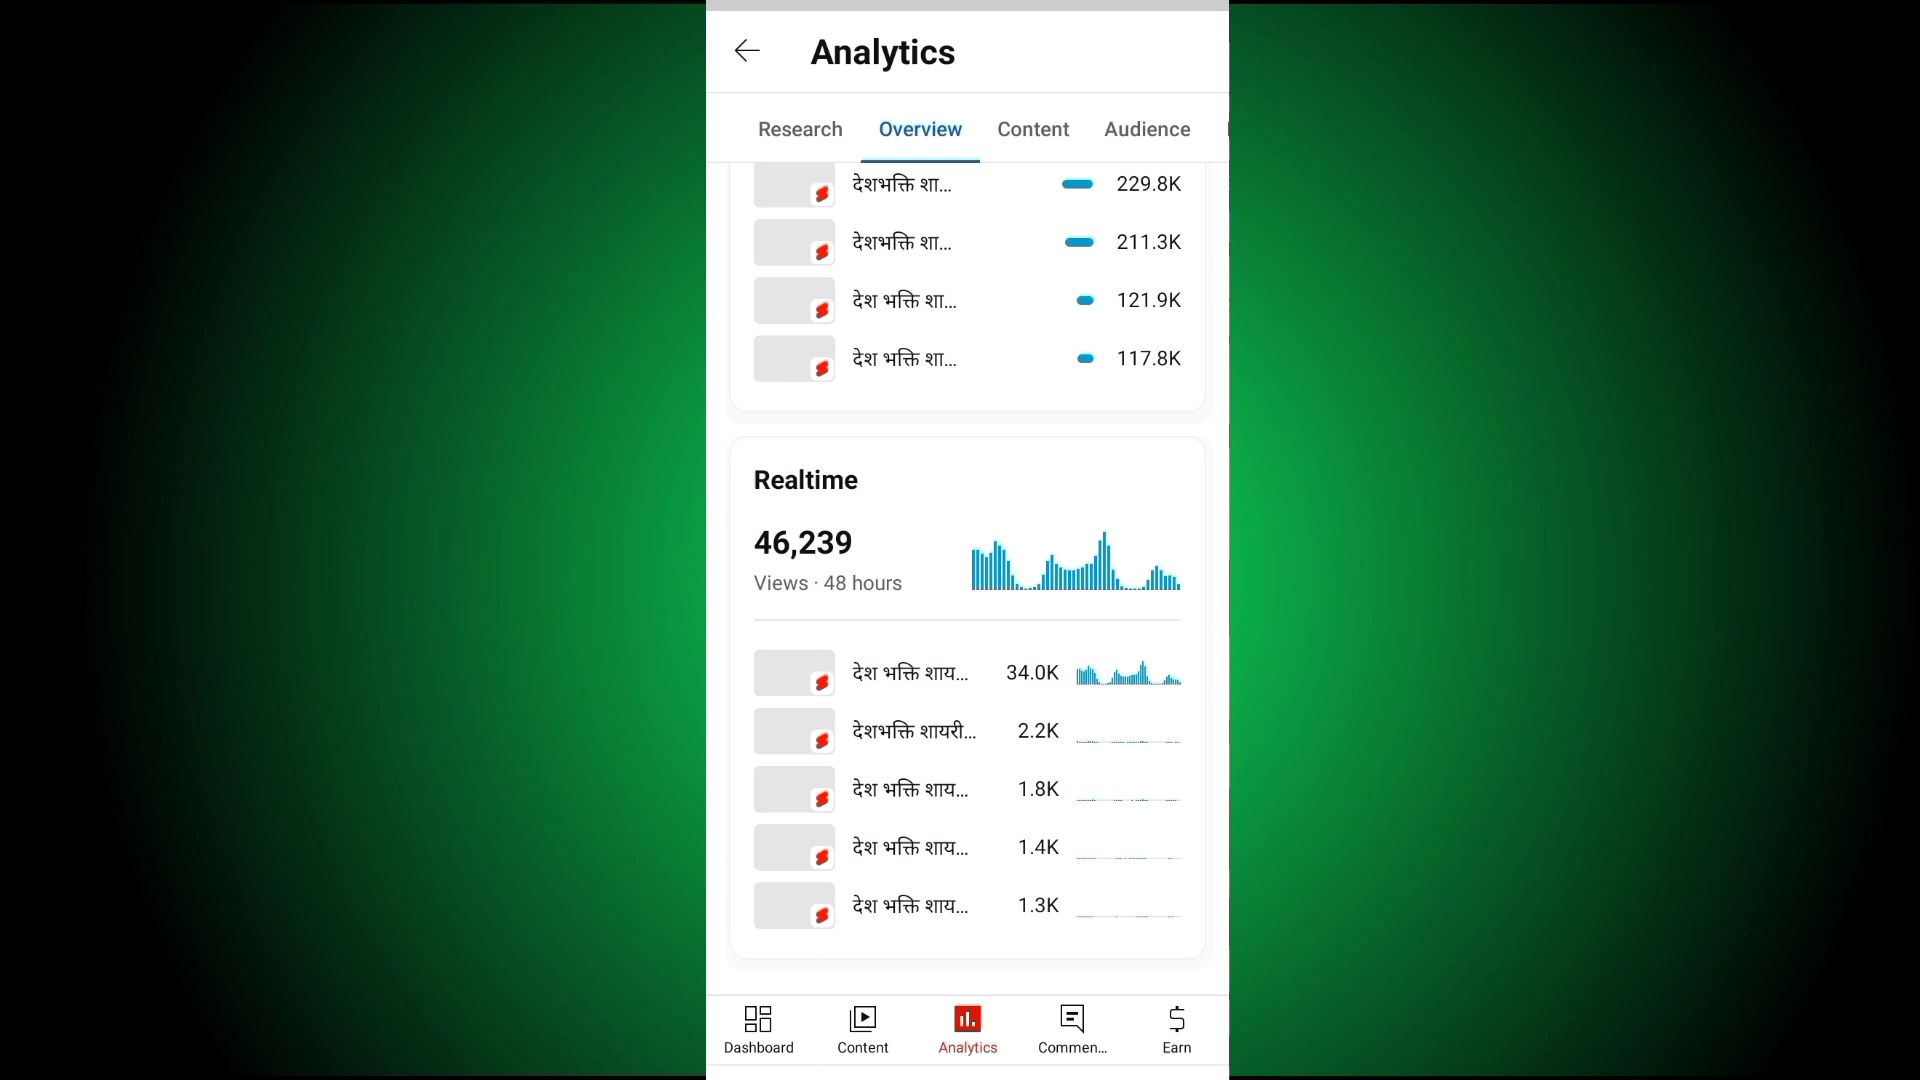 Analytics
Research Overview Content Audience
देशभक्ति शा... 229.8K
देशभक्ति शा... 211.3K
देश भक्ति शा... 121.9K
देश भक्ति शा... 117.8K
Realtime
46,239
Views · 48 hours
देश भक्ति शाय... 34.0K
देशभक्ति शायरी... 2.2K
देश भक्ति शाय... 1.8K
देश भक्ति शाय... 1.4K
देश भक्ति शाय... 1.3K
Dashboard Content Analytics Commen... Earn